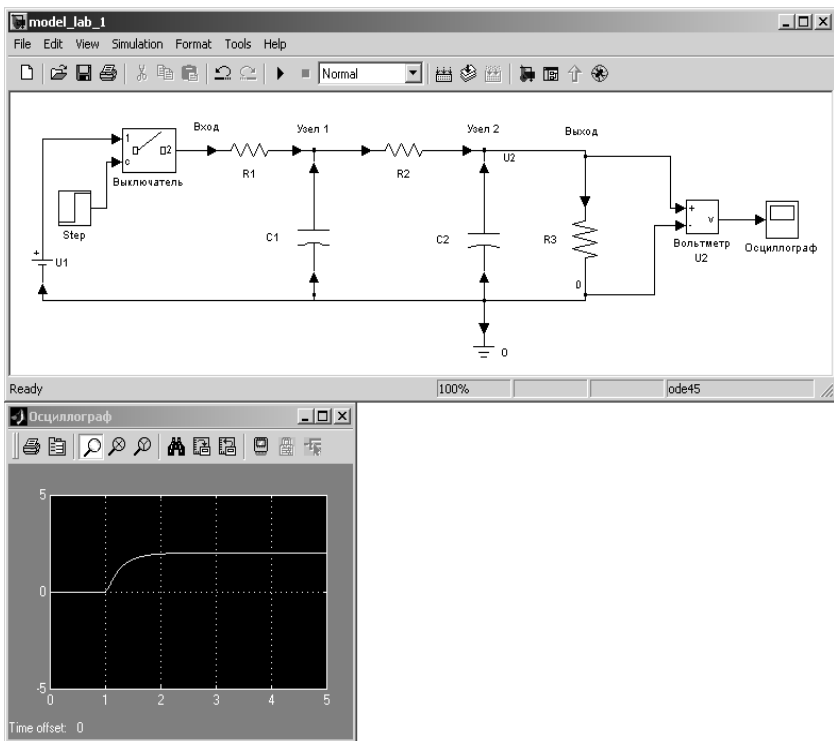 model_lab_1
File Edit View Simulation Format Tools Help
Normal
Вход
Узел 1
Узел 2
Выход
1
c
2
U2
R1
R2
Выключатель
Step
+
U1
C1
C2
R3
0
0
+
-
v
Вольтметр
U2
Осциллограф
Ready
100%
ode45
Осциллограф
5
0
-5
0 1 2 3 4 5
Time offset: 0